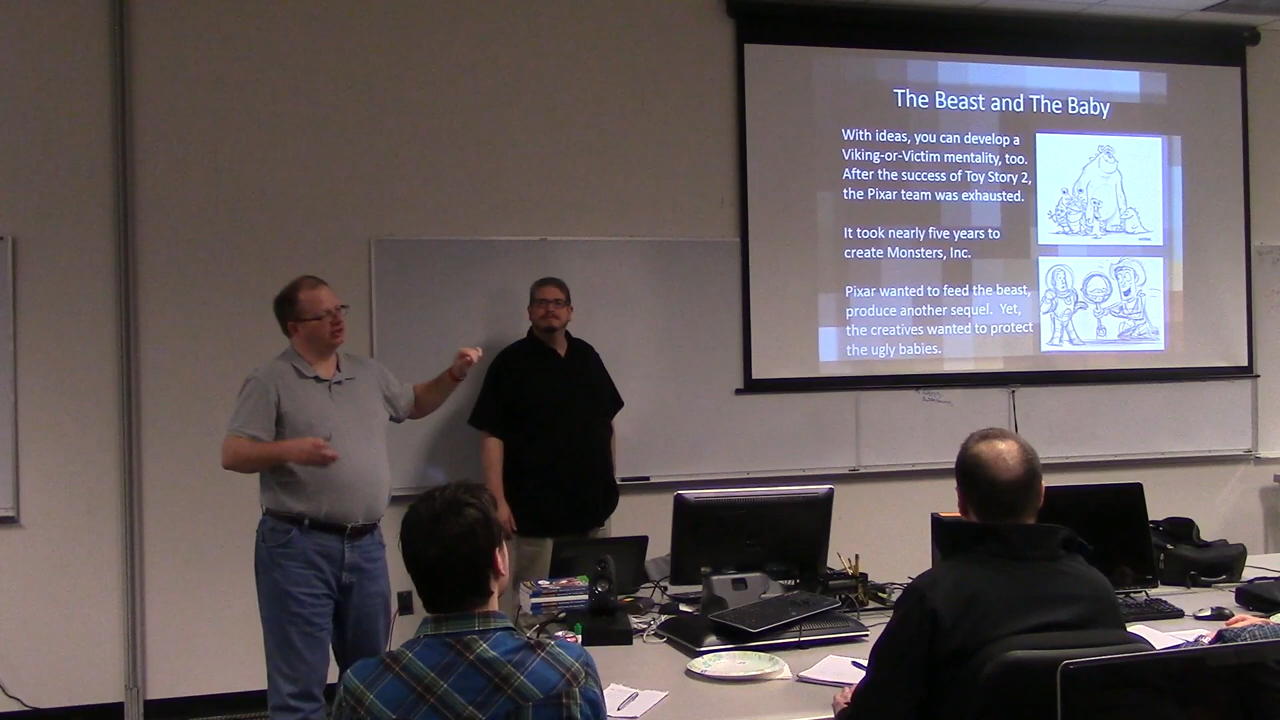 The Beast and The Baby
With ideas, you can develop a
Viking-or-Victim mentality, too.
After the success of Toy Story 2,
the Pixar team was exhausted.
It took nearly five years to
create Monsters, Inc.
Pixar wanted to feed the beast,
produce another sequel. Yet,
the creatives wanted to protect
the ugly babies.